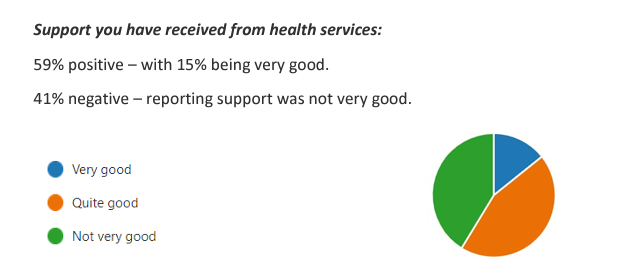 Support you have received from health services:
59% positive – with 15% being very good.
41% negative – reporting support was not very good.
Very good
Quite good
Not very good